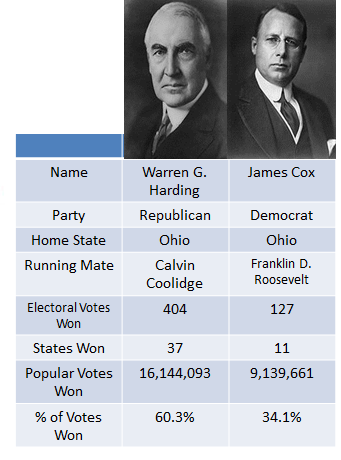 Name Warren G. James Cox
Harding
Party Republican Democrat
Home State Ohio Ohio
Running Mate Calvin Franklin D.
Coolidge Roosevelt
Electoral Votes 404 127
Won
States Won 37 11
Popular Votes 16,144,093 9,139,661
Won
% of Votes 60.3% 34.1%
Won